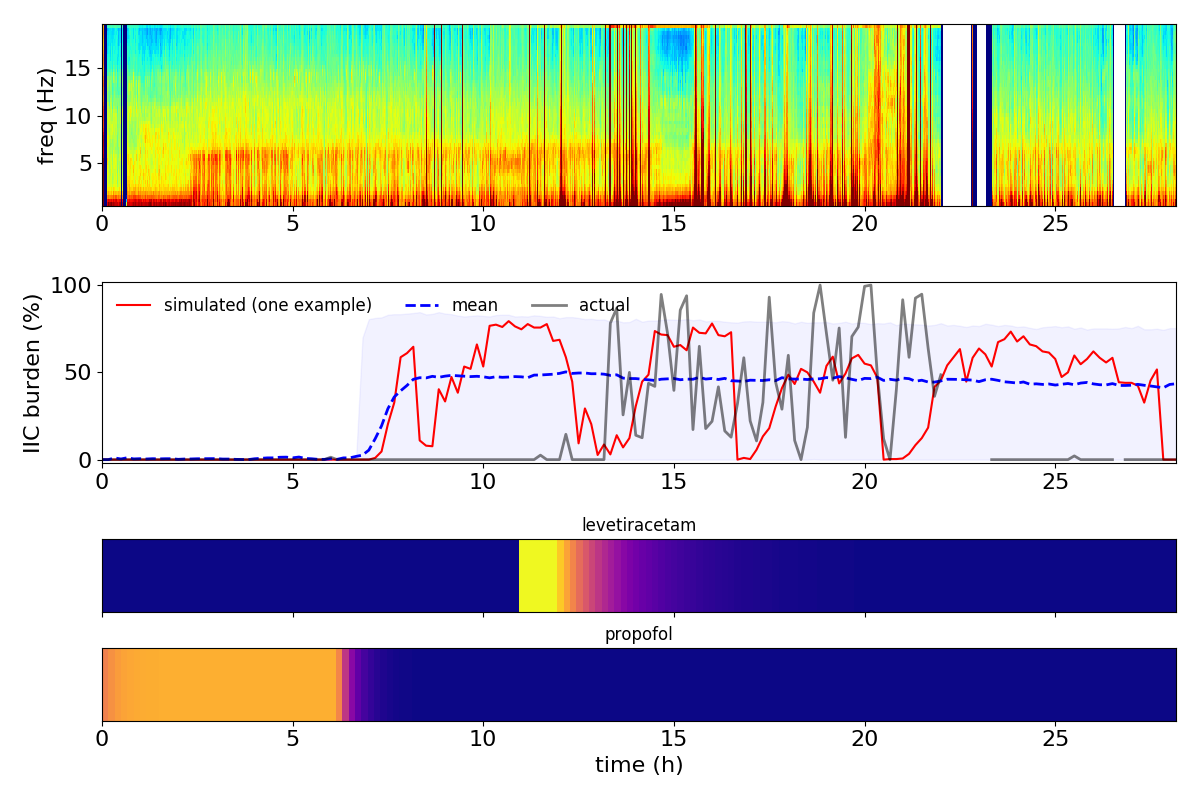 freq (Hz)
15
10
5
0 5 10 15 20 25
IIC burden (%)
100
50
0
simulated (one example) mean actual
0 5 10 15 20 25
levetiracetam
propofol
0 5 10 15 20 25
time (h)